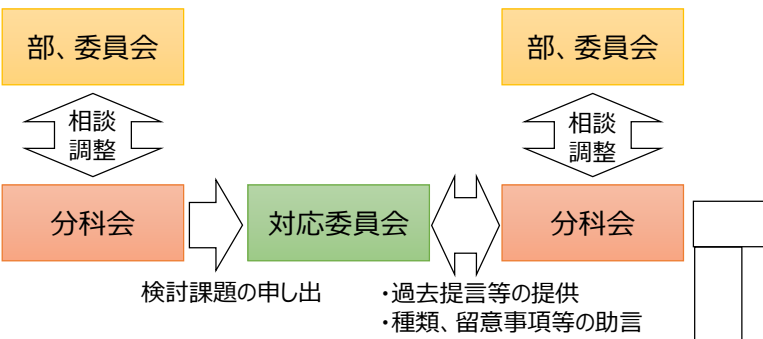 部、委員会
部、委員会
相談
調整
相談
調整
分科会
対応委員会
分科会
検討課題の申し出
・過去提言等の提供
・種類、留意事項等の助言